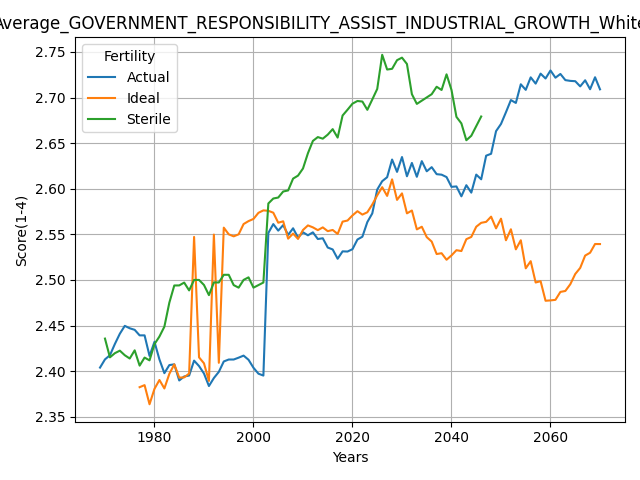 Average_GOVERNMENT_RESPONSIBILITY_ASSIST_INDUSTRIAL_GROWTH_White
Fertility
Actual
Ideal
Sterile
2.75
2.70
2.65
2.60
2.55
2.50
2.45
2.40
2.35
Score(1-4)
1980 2000 2020 2040 2060
Years